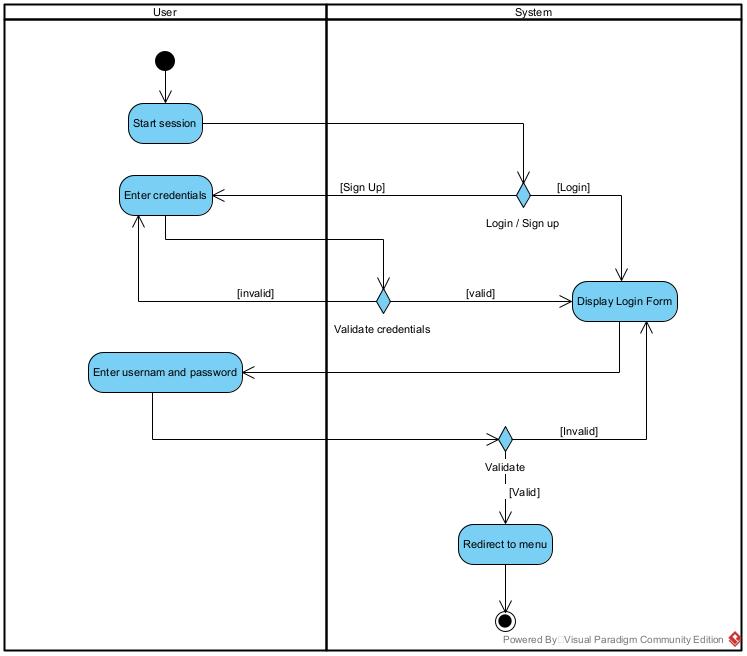 User
System
Start session
Enter credentials
[Sign Up]
[Login]
Login / Sign up
[invalid]
[valid]
Display Login Form
Validate credentials
Enter usernam and password
[Invalid]
Validate
[Valid]
Redirect to menu
Powered By Visual Paradigm Community Edition